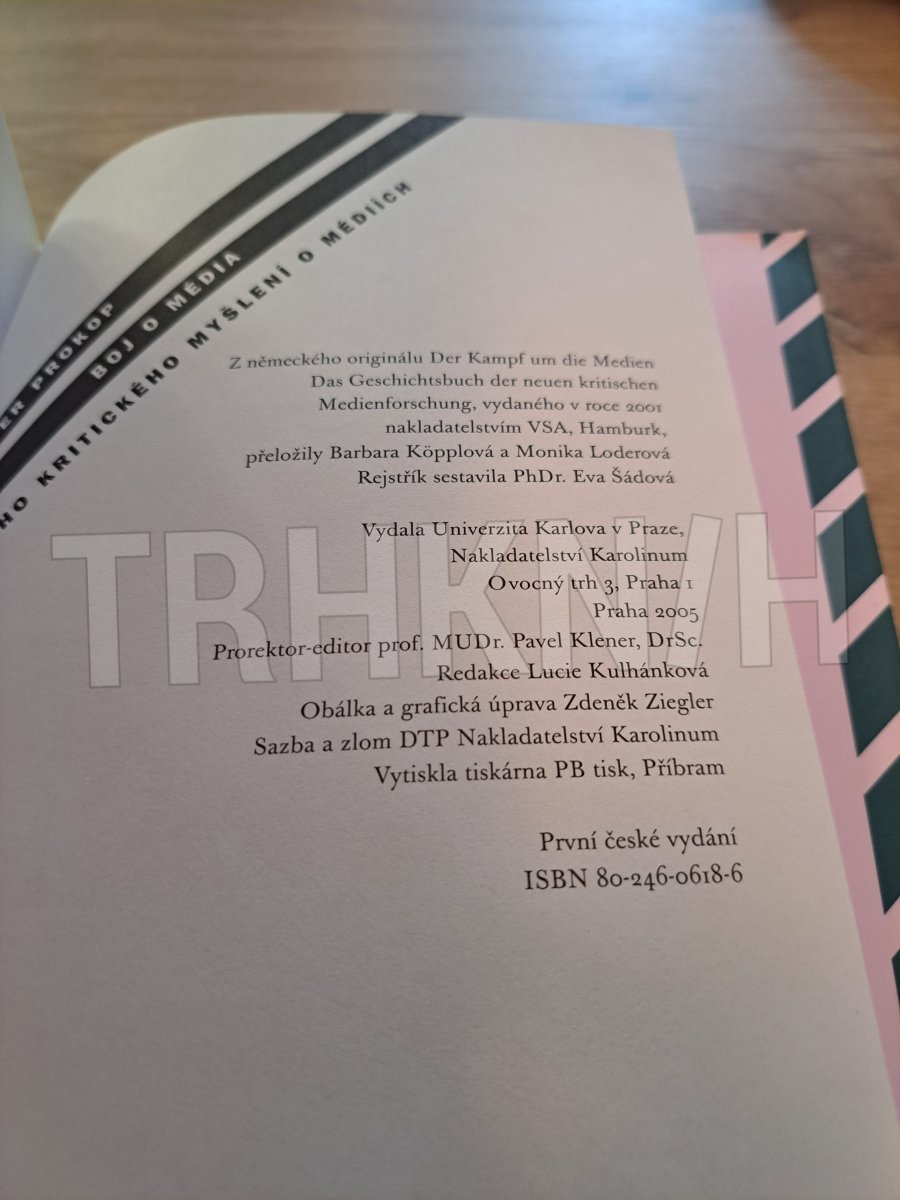 ER PROKOP
BOJ O MÉDIA
HO KRITICKÉHO MYŠLENÍ O MÉDIÍCH
Z německého originálu Der Kampf um die Medien
Das Geschichtsbuch der neuen kritischen
Medienforschung, vydaného v roce 2001
nakladatelstvím VSA, Hamburk,
přeložily Barbara Köpplová a Monika Loderová
Rejstřík sestavila PhDr. Eva Šádová
Vydala Univerzita Karlova v Praze,
Nakladatelství Karolinum
Ovocný trh 3, Praha 1
Praha 2005
Prorektor-editor prof. MUDr. Pavel Klener, DrSc.
Redakce Lucie Kulhánková
Obálka a grafická úprava Zdeněk Ziegler
Sazba a zlom DTP Nakladatelství Karolinum
Vytiskla tiskárna PB tisk, Příbram
První české vydání
ISBN 80-246-0618-6
TRHKNIH